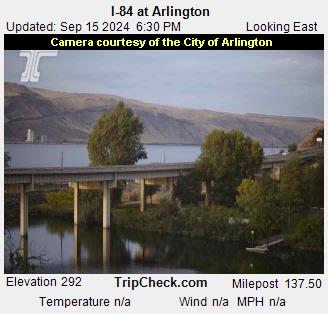 I-84 at Arlington
Updated: Sep 15 2024 6:30 PM Looking East
Camera courtesy of the City of Arlington
Elevation 292 TripCheck.com Milepost 137.50
Temperature n/a Wind n/a MPH n/a